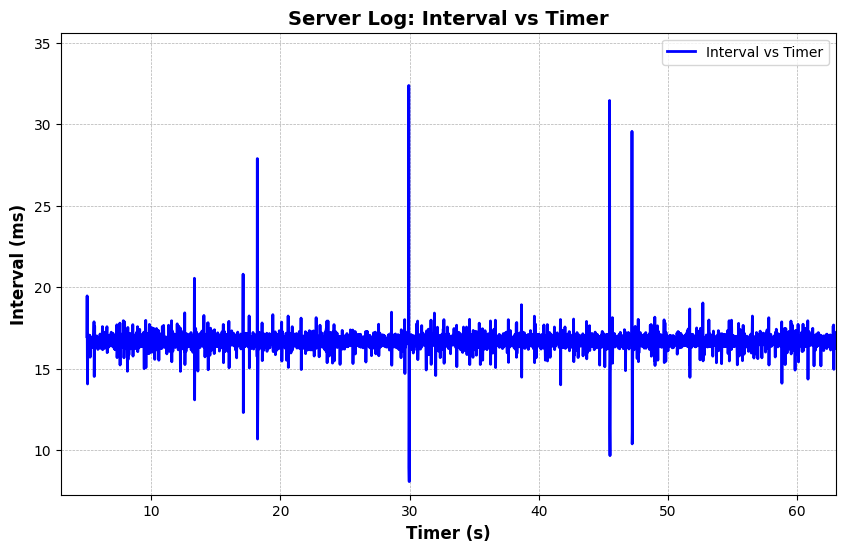 Server Log: Interval vs Timer
Interval vs Timer
35
30
25
20
15
10
Interval (ms)
10 20 30 40 50 60
Timer (s)